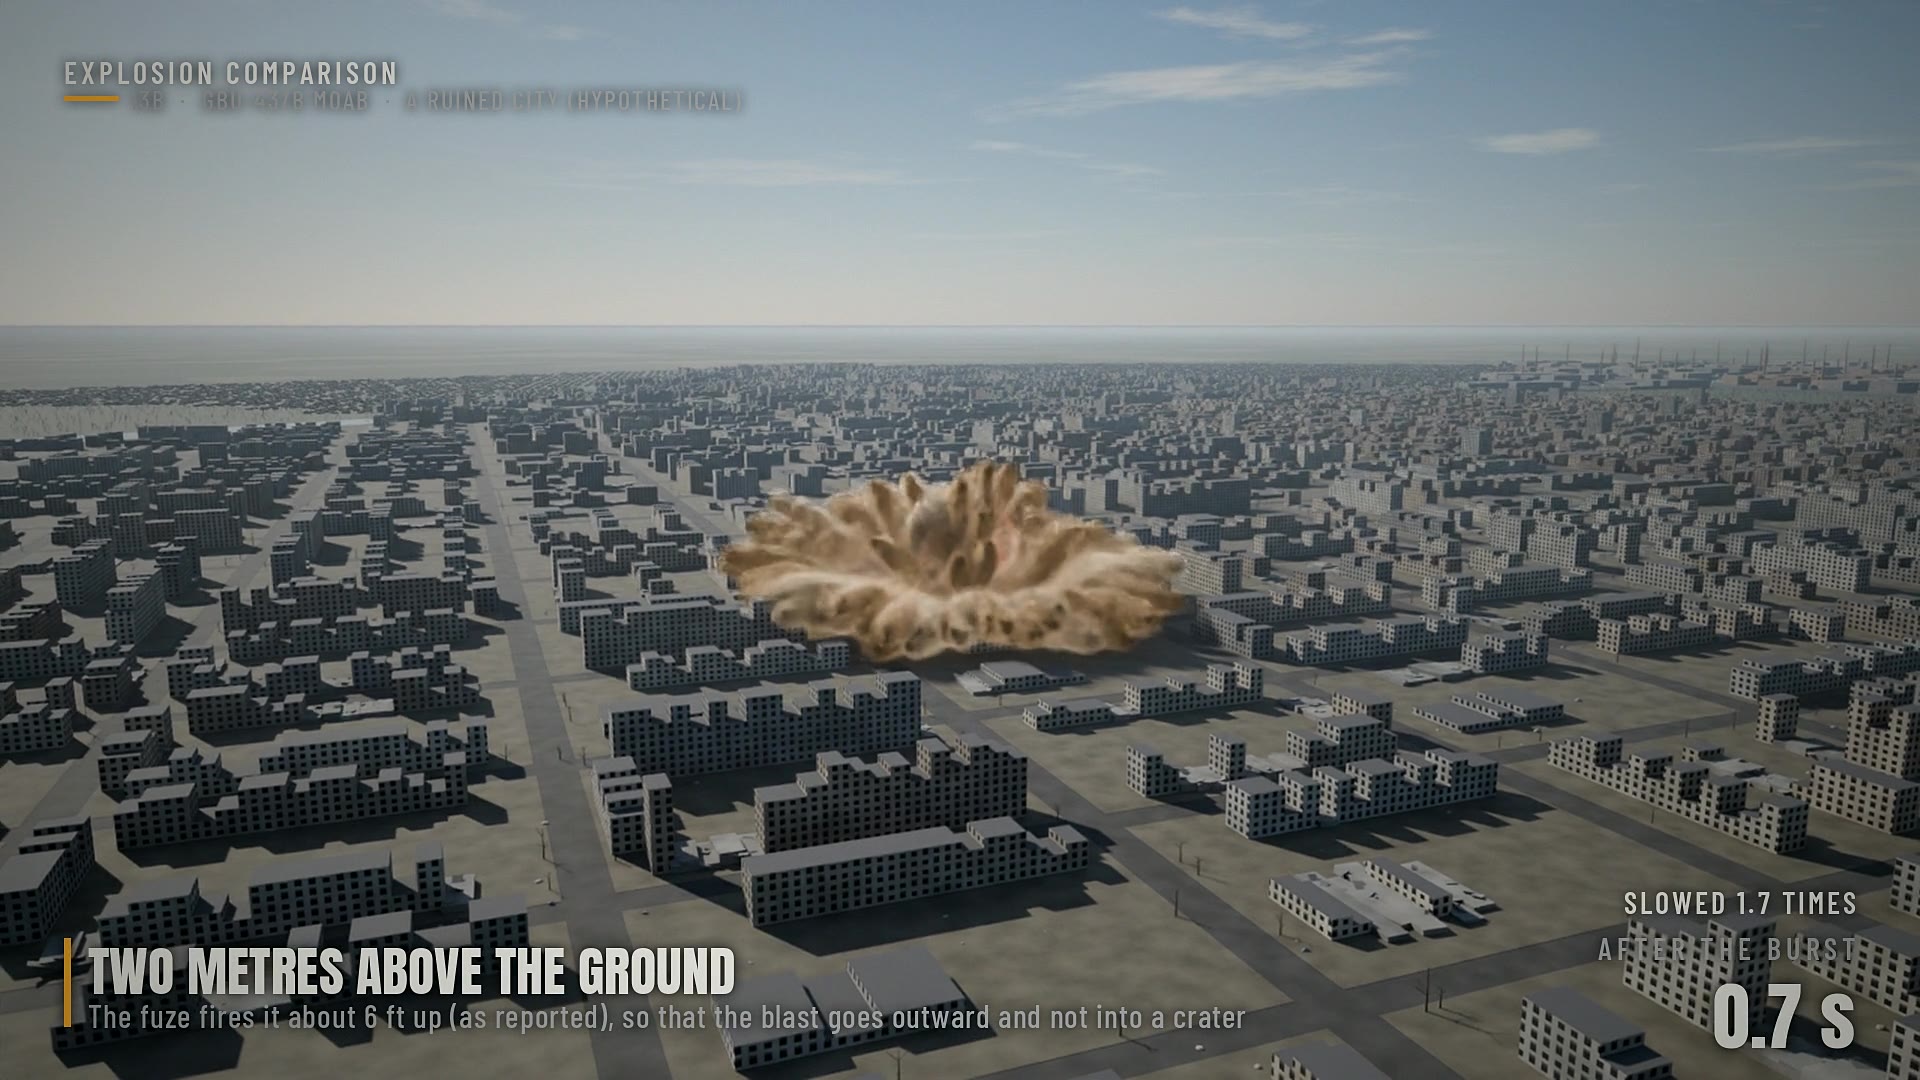 EXPLOSION COMPARISON
GBU-43/B MOAB · A RUINED CITY (HYPOTHETICAL)
TWO METRES ABOVE THE GROUND
The fuze fires it about 6 ft up (as reported), so that the blast goes outward and not into a crater
SLOWED 1.7 TIMES
AFTER THE BURST
0.7 s